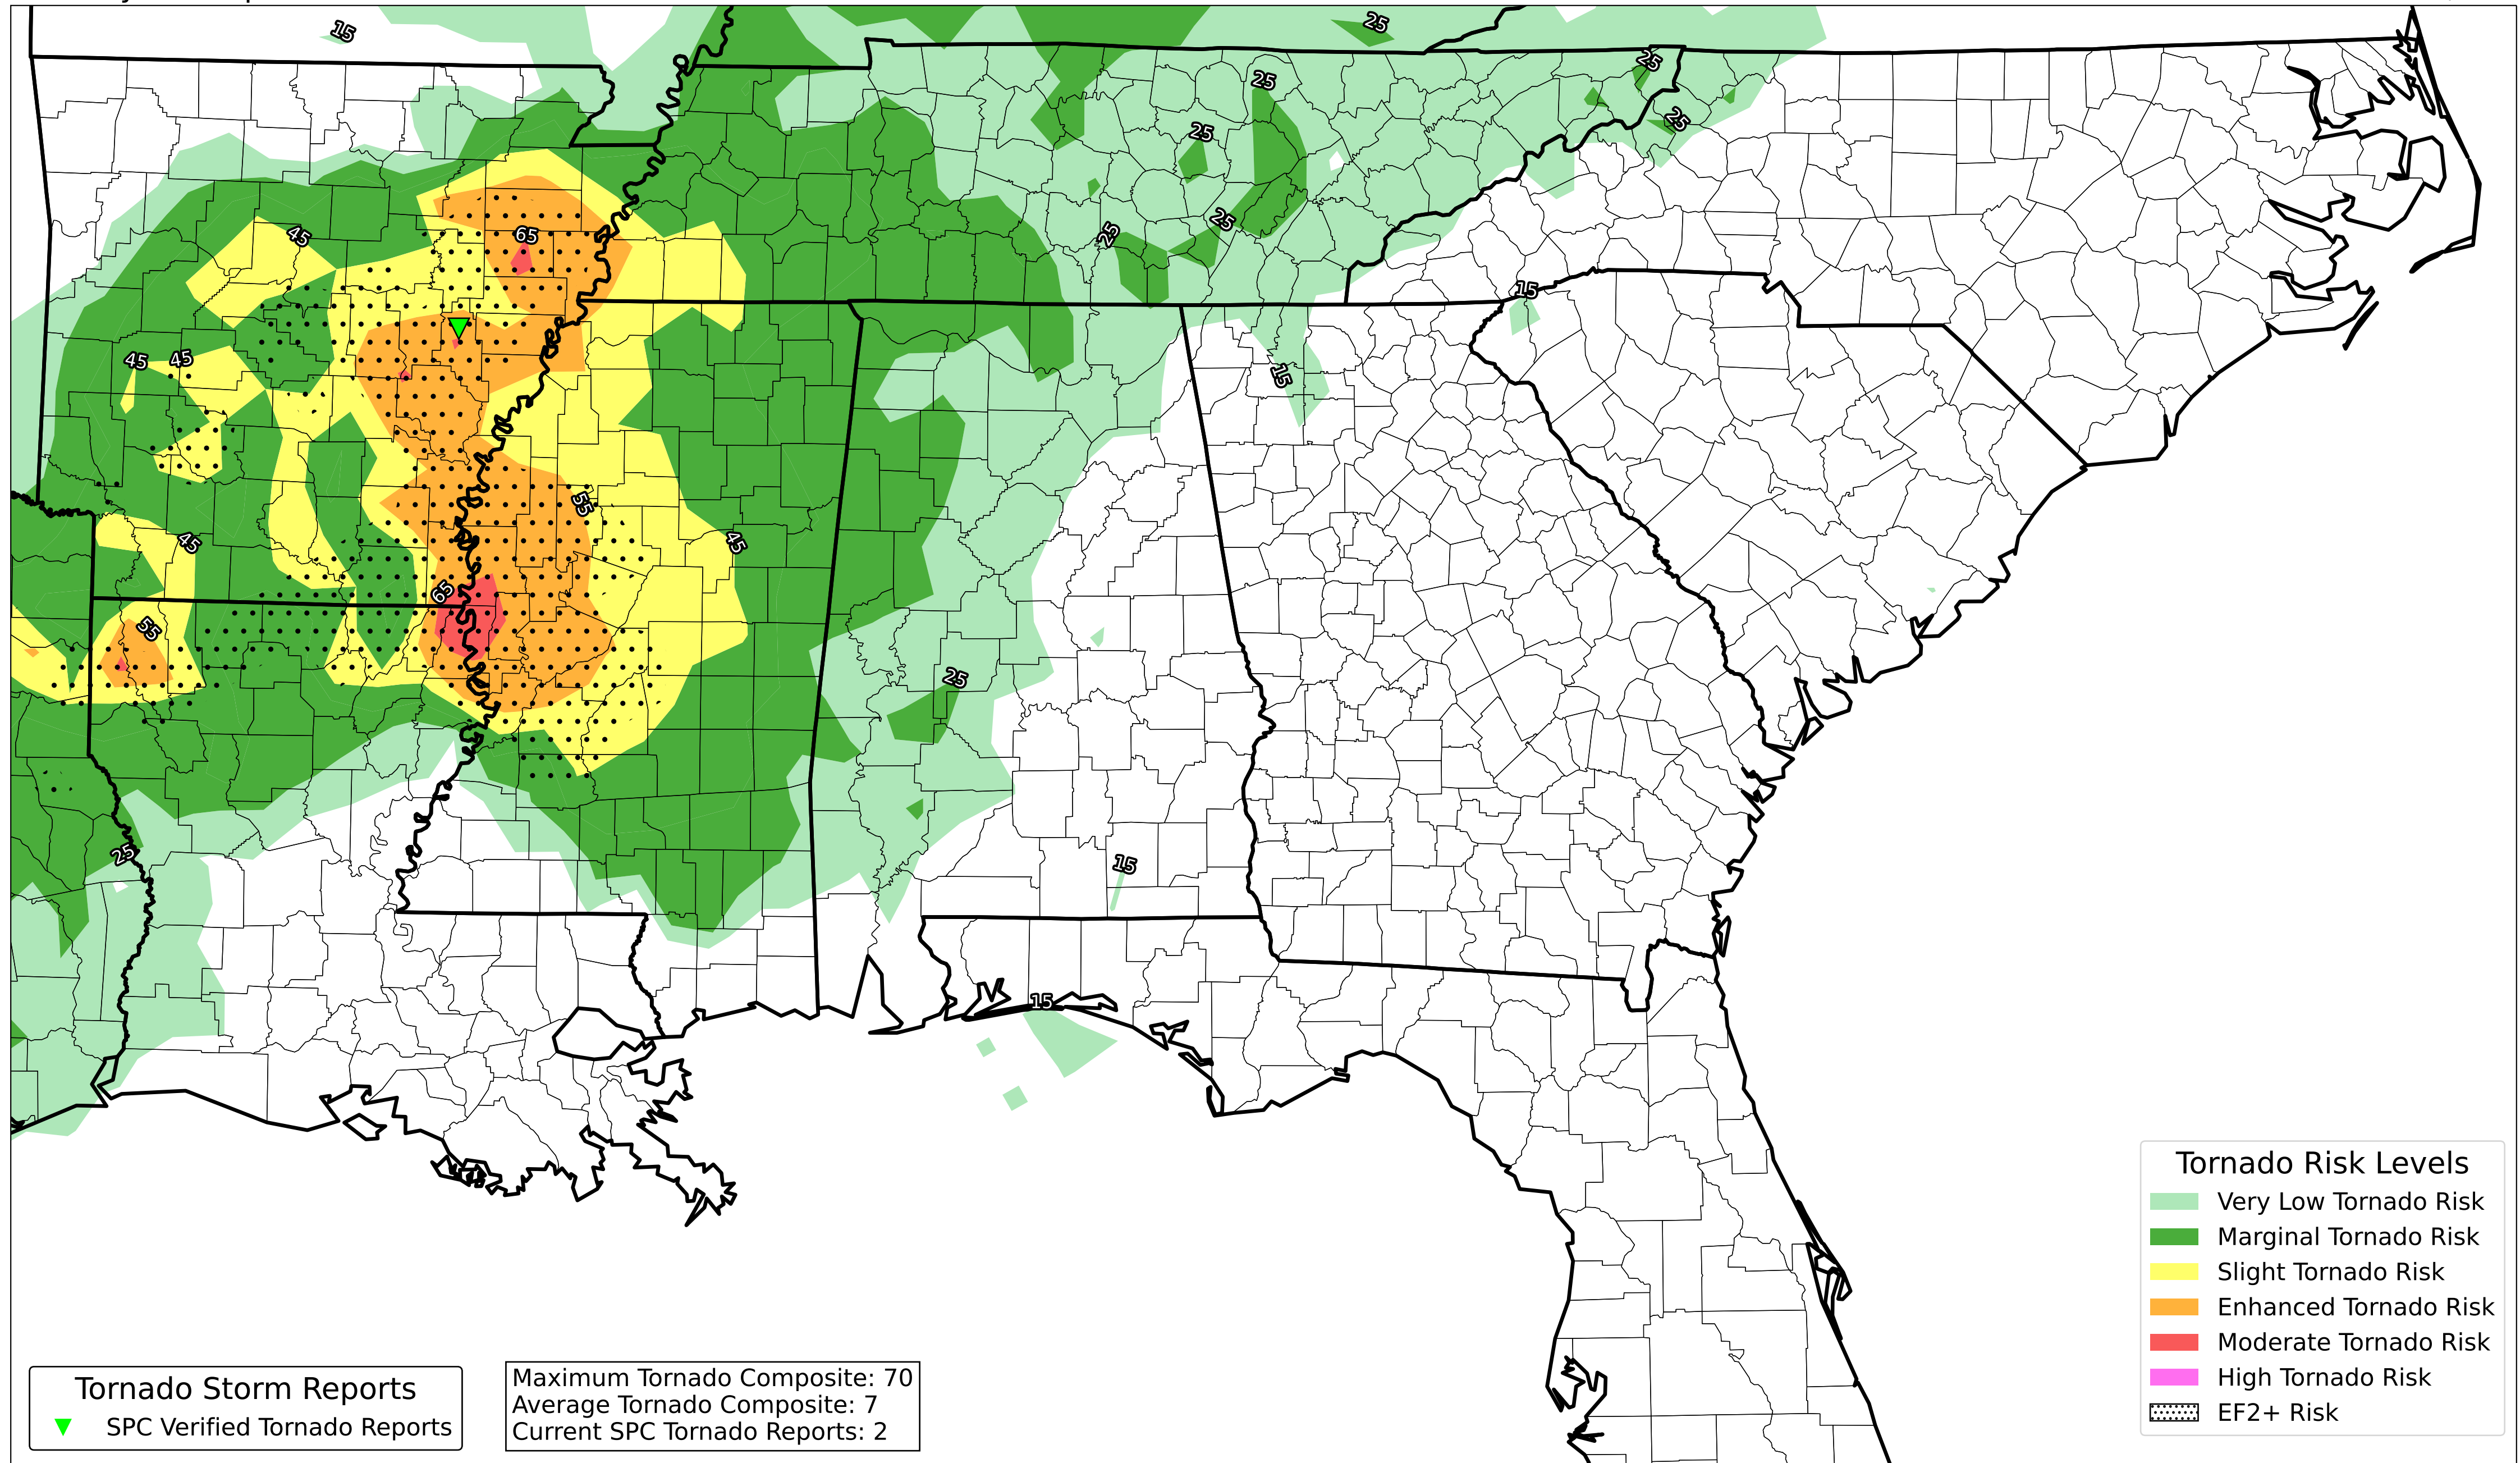 15
25
25
25
25
25
65
45
25
25
15
45
45
15
55
45
45
65
55
25
25
15
15
Tornado Risk Levels
Very Low Tornado Risk
Marginal Tornado Risk
Slight Tornado Risk
Enhanced Tornado Risk
Moderate Tornado Risk
High Tornado Risk
EF2+ Risk
Tornado Storm Reports
SPC Verified Tornado Reports
Maximum Tornado Composite: 70
Average Tornado Composite: 7
Current SPC Tornado Reports: 2